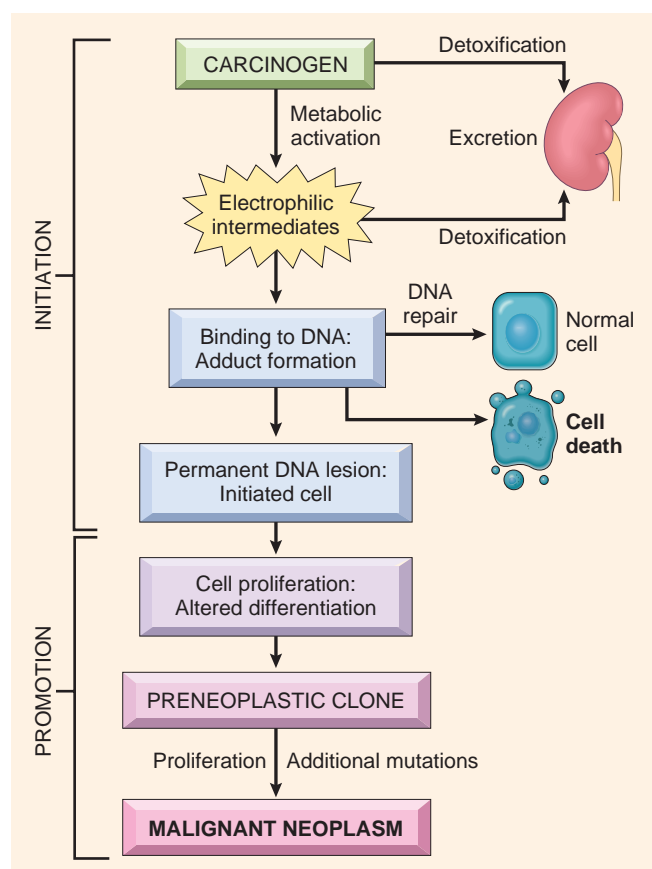 Detoxification
CARCINOGEN
Metabolic
activation
Excretion
Electrophilic
intermediates
Detoxification
INITIATION
DNA
repair
Normal
cell
Binding to DNA:
Adduct formation
Cell
death
Permanent DNA lesion:
Initiated cell
Cell proliferation:
Altered differentiation
PROMOTION
PRENEOPLASTIC CLONE
Proliferation
Additional mutations
MALIGNANT NEOPLASM